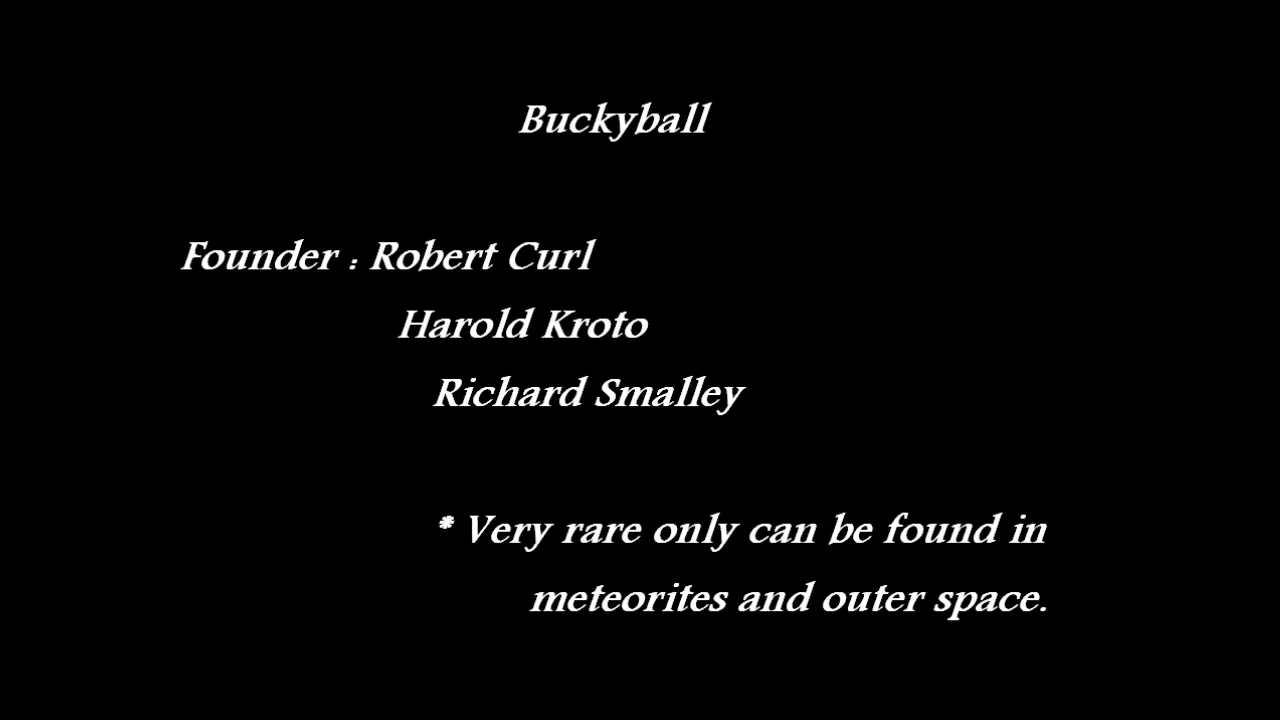 Buckyball
Founder : Robert Curl
Harold Kroto
Richard Smalley
* Very rare only can be found in
meteorites and outer space.